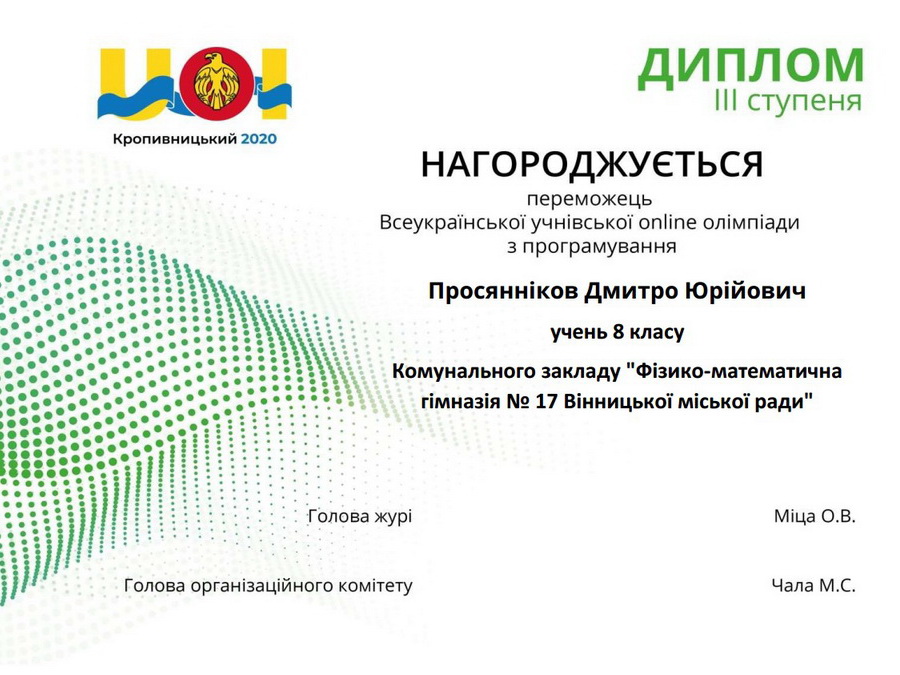 UOI
Кропивницький 2020
ДИПЛОМ
III ступеня
НАГОРОДЖУЄТЬСЯ
переможець
Всеукраїнської учнівської online олімпіади
з програмування
Просянніков Дмитро Юрійович
учень 8 класу
Комунального закладу "Фізико-математична
гімназія № 17 Вінницької міської ради"
Голова журі Міца О.В.
Голова організаційного комітету Чала М.С.